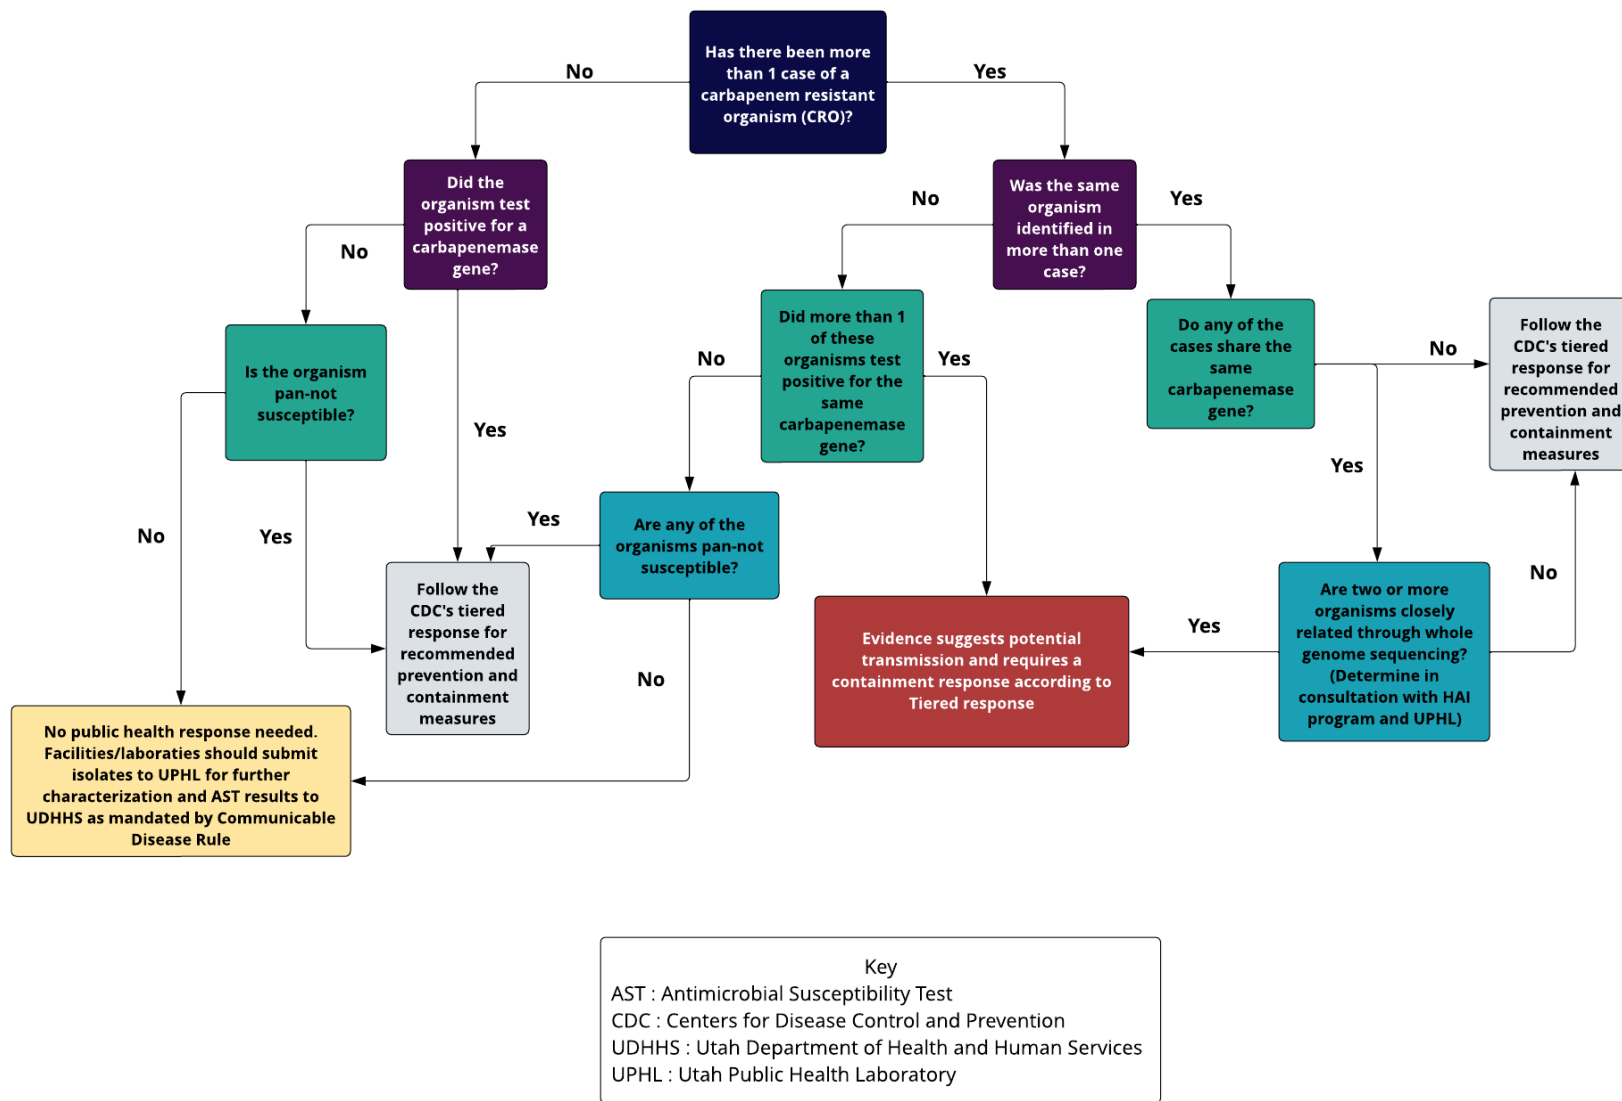 Has there been more
than 1 case of a
carbapenem resistant
organism (CRO)?
No
Yes
Did the
organism test
positive for a
carbapenemase
gene?
Was the same
organism
identified in
more than one
case?
No
Yes
No
Yes
Is the organism
pan-not
susceptible?
Did more than 1
of these
organisms test
positive for the
same
carbapenemase
gene?
Do any of the
cases share the
same
carbapenemase
gene?
Follow the
CDC's tiered
response for
recommended
prevention and
containment
measures
No
Yes
No
Yes
No
Yes
Are any of the
organisms pan-not
susceptible?
Yes
No
Follow the
CDC's tiered
response for
recommended
prevention and
containment
measures
Evidence suggests potential
transmission and requires a
containment response according to
Tiered response
Yes
Are two or more
organisms closely
related through whole
genome sequencing?
(Determine in
consultation with HAI
program and UPHL)
No
No public health response needed.
Facilities/laboraties should submit
isolates to UPHL for further
characterization and AST results to
UDHHS as mandated by Communicable
Disease Rule
Key
AST : Antimicrobial Susceptibility Test
CDC : Centers for Disease Control and Prevention
UDHHS : Utah Department of Health and Human Services
UPHL : Utah Public Health Laboratory